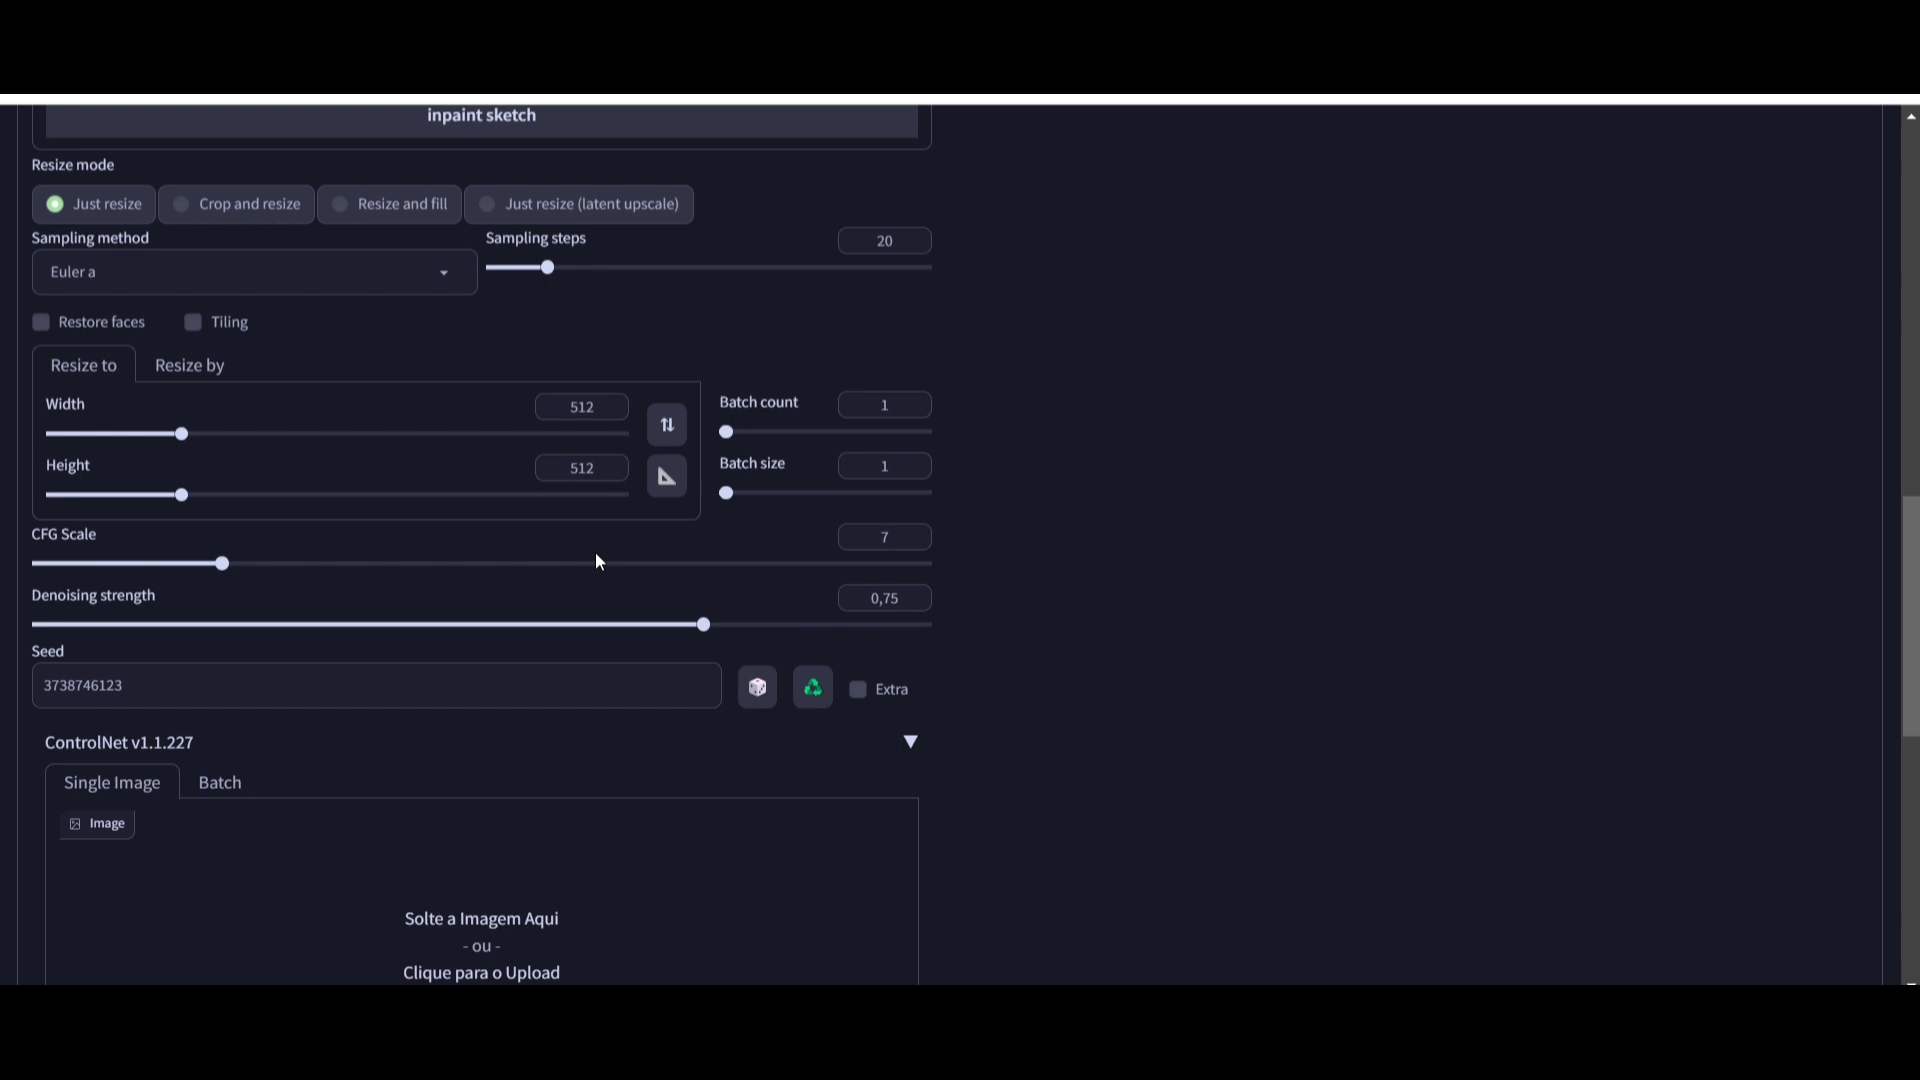 inpaint sketch
Resize mode
Just resize
Crop and resize
Resize and fill
Just resize (latent upscale)
Sampling method
Euler a
Sampling steps
20
Restore faces
Tiling
Resize to
Resize by
Width
512
Height
512
Batch count
1
Batch size
1
CFG Scale
7
Denoising strength
0,75
Seed
3738746123
Extra
ControlNet v1.1.227
Single Image
Batch
Image
Solte a Imagem Aqui
- ou -
Clique para o Upload